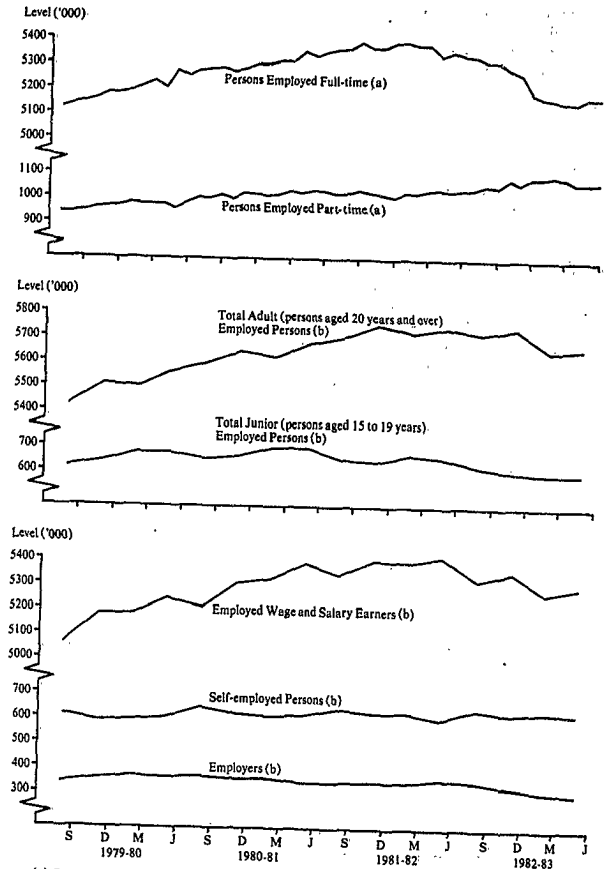 Level ('000)
5400
5300
5200
5100
5000
Persons Employed Full-time (a)
1100
1000
900
Persons Employed Part-time (a)
Level ('000)
5800
5700
5600
5500
5400
Total Adult (persons aged 20 years and over)
Employed Persons (b)
700
600
Total Junior (persons aged 15 to 19 years)
Employed Persons (b)
Level ('000)
5400
5300
5200
5100
5000
Employed Wage and Salary Earners (b)
700
600
500
400
300
Self-employed Persons (b)
Employers (b)
S D M J S D M J S D M J S D M J
1979-80 1980-81 1981-82 1982-83